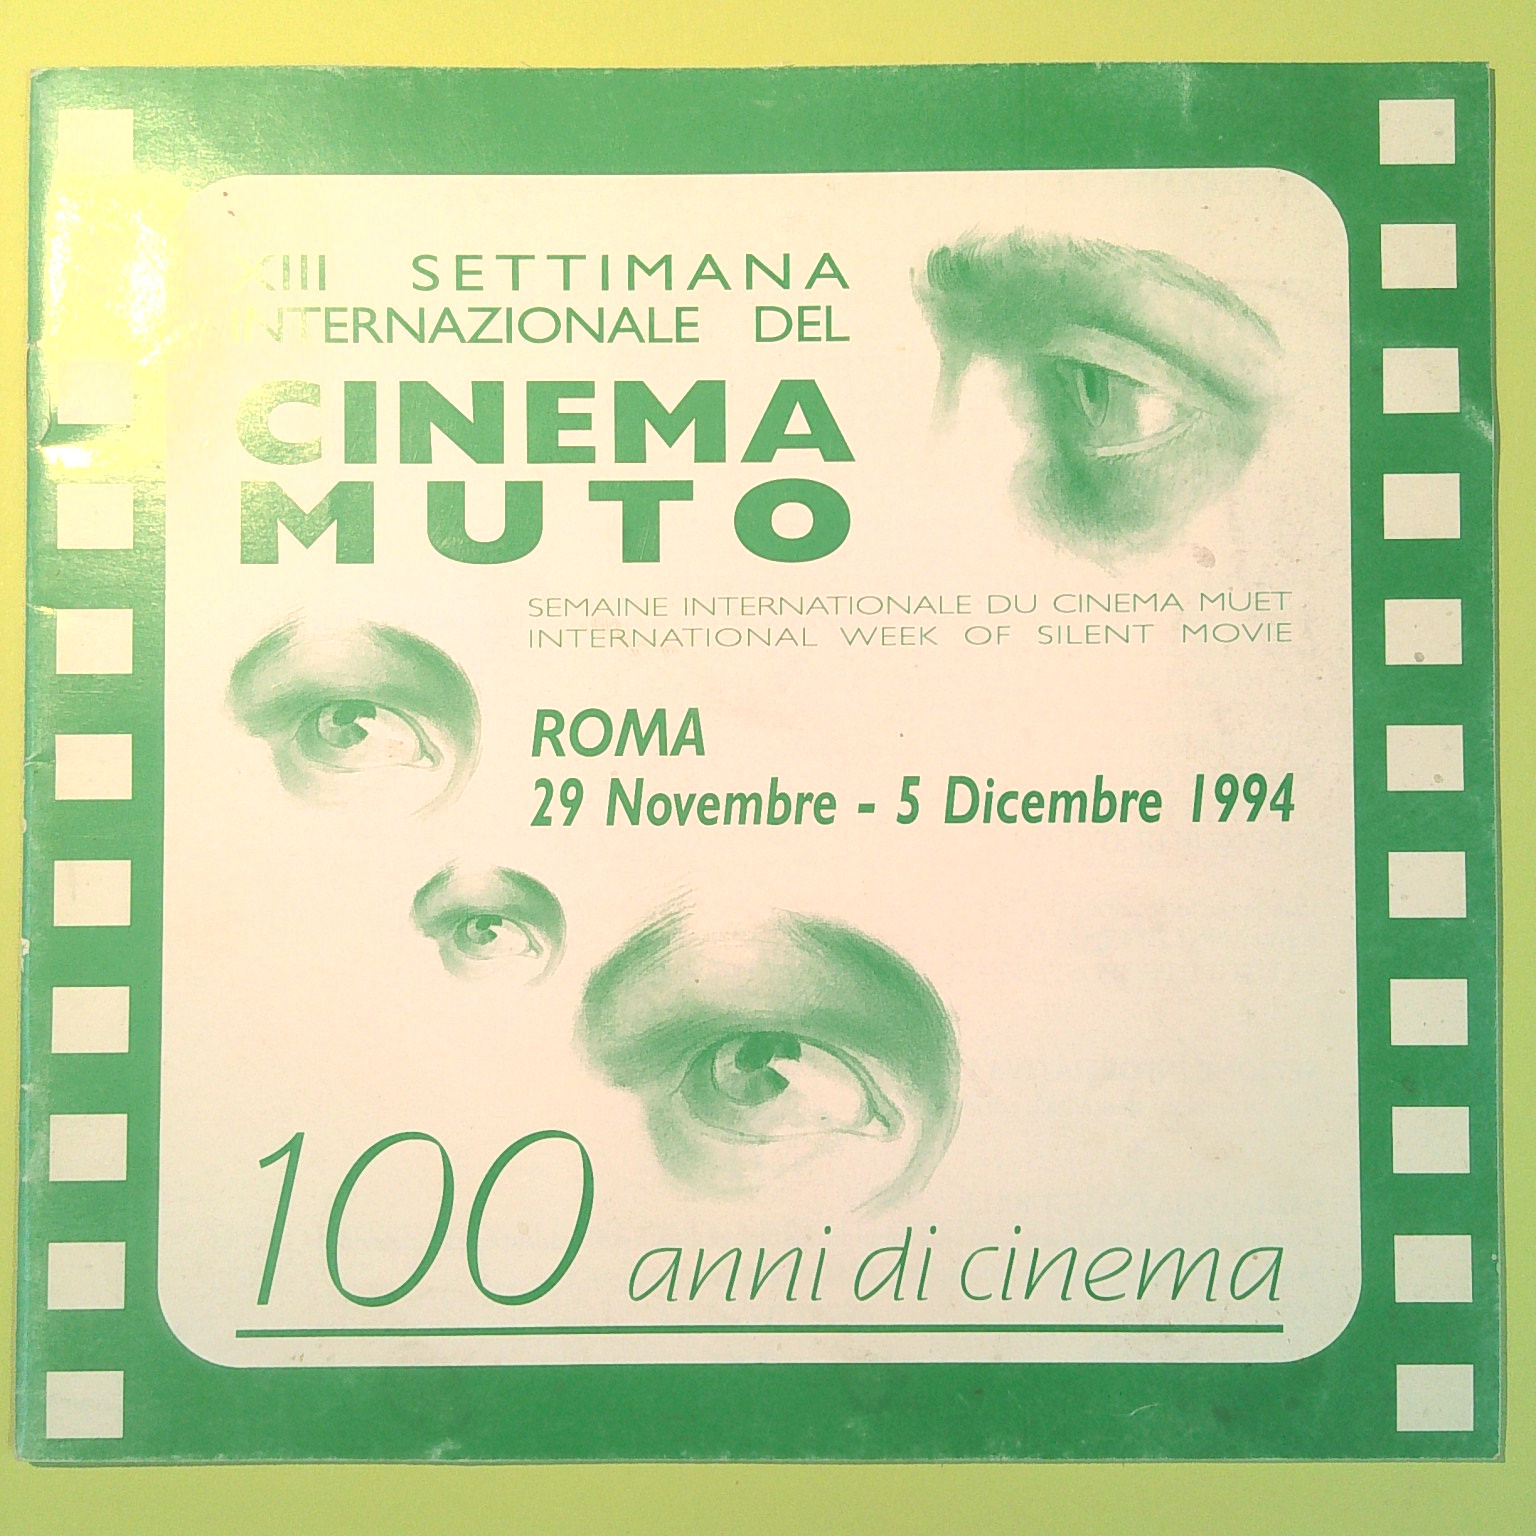 XIII SETTIMANA
INTERNAZIONALE DEL
CINEMA
MUTO
SEMAINE INTERNATIONALE DU CINEMA MUET
INTERNATIONAL WEEK OF SILENT MOVIE
ROMA
29 Novembre - 5 Dicembre 1994
100 anni di cinema